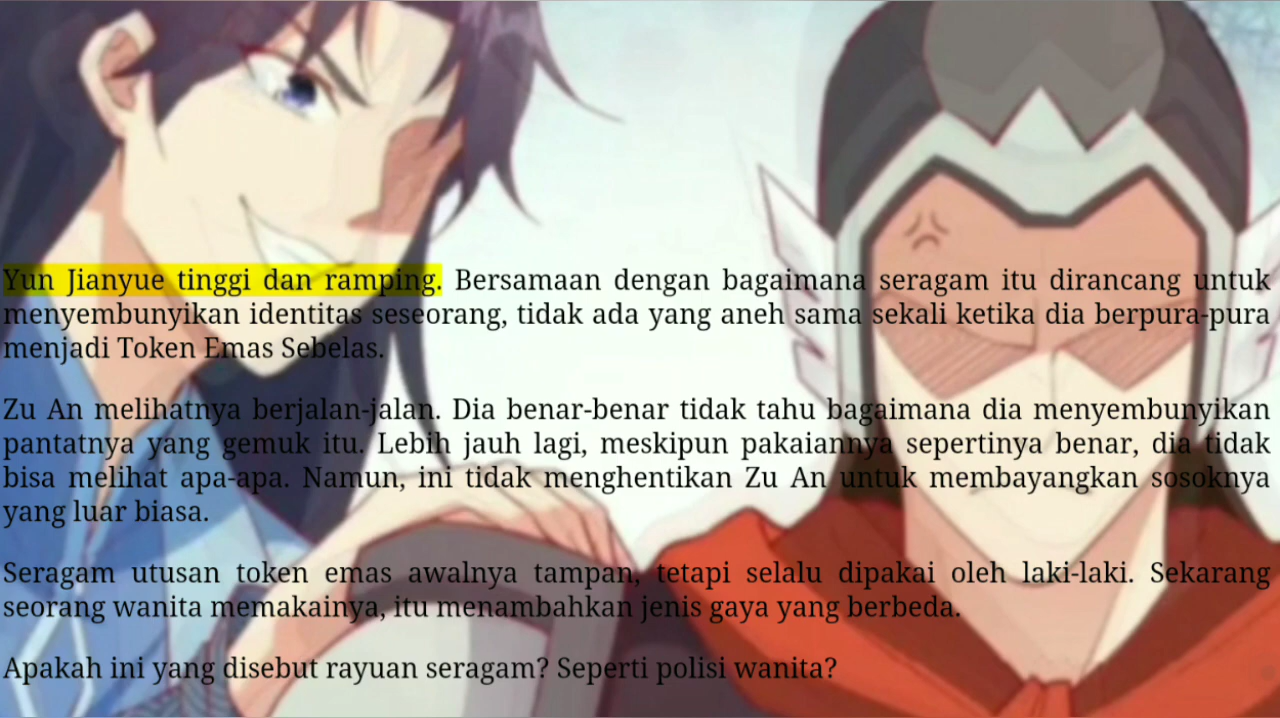 Yun Jianyue tinggi dan ramping. Bersamaan dengan bagaimana seragam itu dirancang untuk
menyembunyikan identitas seseorang, tidak ada yang aneh sama sekali ketika dia berpura-pura
menjadi Token Emas Sebelas.
Zu An melihatnya berjalan-jalan. Dia benar-benar tidak tahu bagaimana dia menyembunyikan
pantatnya yang gemuk itu. Lebih jauh lagi, meskipun pakaiannya sepertinya benar, dia tidak
bisa melihat apa-apa. Namun, ini tidak menghentikan Zu An untuk membayangkan sosoknya
yang luar biasa.
Seragam utusan token emas awalnya tampan, tetapi selalu dipakai oleh laki-laki. Sekarang
seorang wanita memakainya, itu menambahkan jenis gaya yang berbeda.
Apakah ini yang disebut rayuan seragam? Seperti polisi wanita?